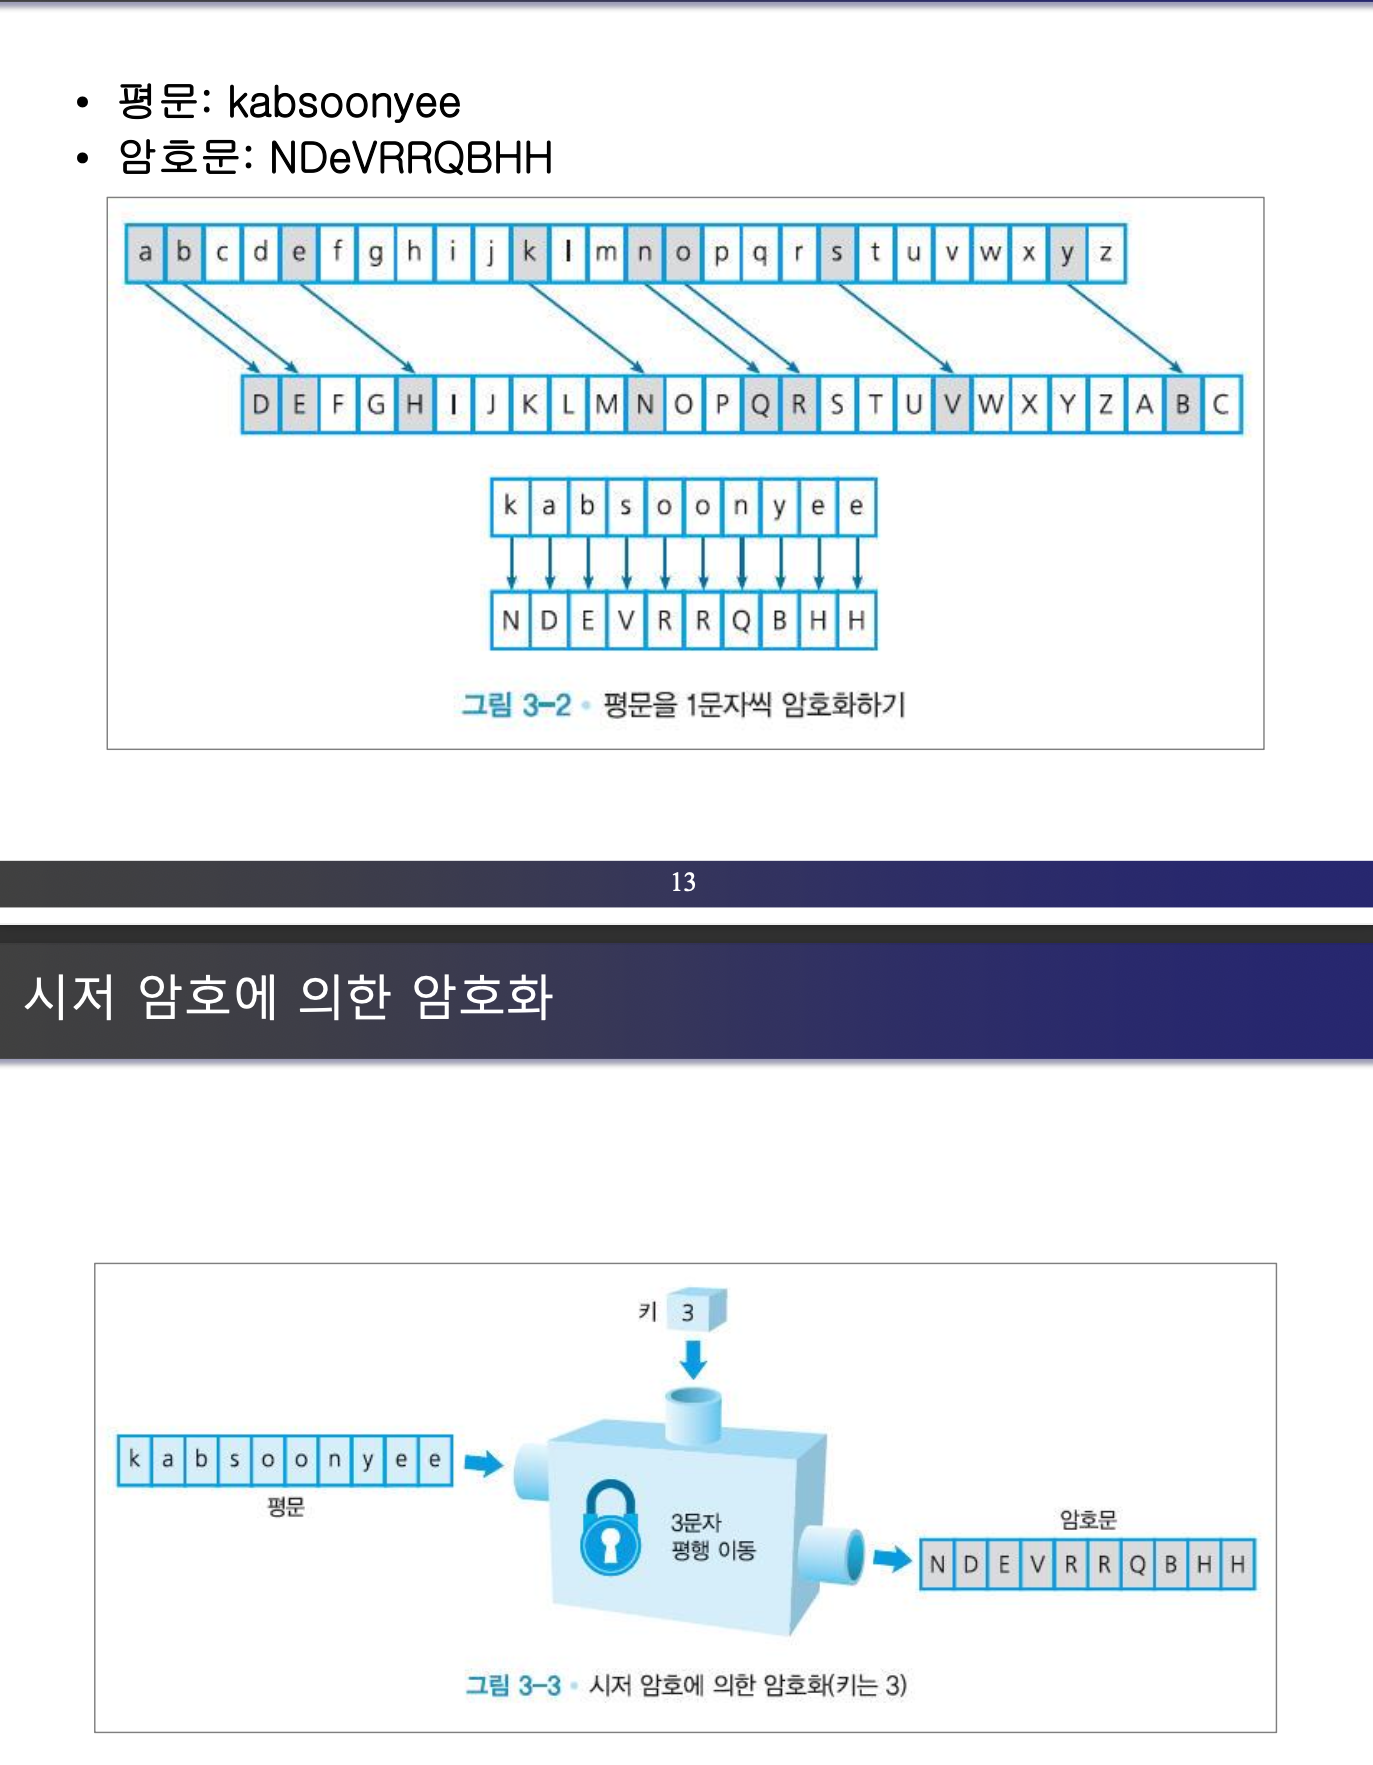 • 평문: kabsoonyee
• 암호문: NDeVRRQBHH
a b c d e f g h i j k l m n o p q r s t u v w x y z
D E F G H I J K L M N O P Q R S T U V W X Y Z A B C
k a b s o o n y e e
N D E V R R Q B H H
그림 3-2 • 평문을 1문자씩 암호화하기
13
시저 암호에 의한 암호화
키 3
k a b s o o n y e e
평문
3문자
평행 이동
암호문
N D E V R R Q B H H
그림 3-3 • 시저 암호에 의한 암호화(키는 3)